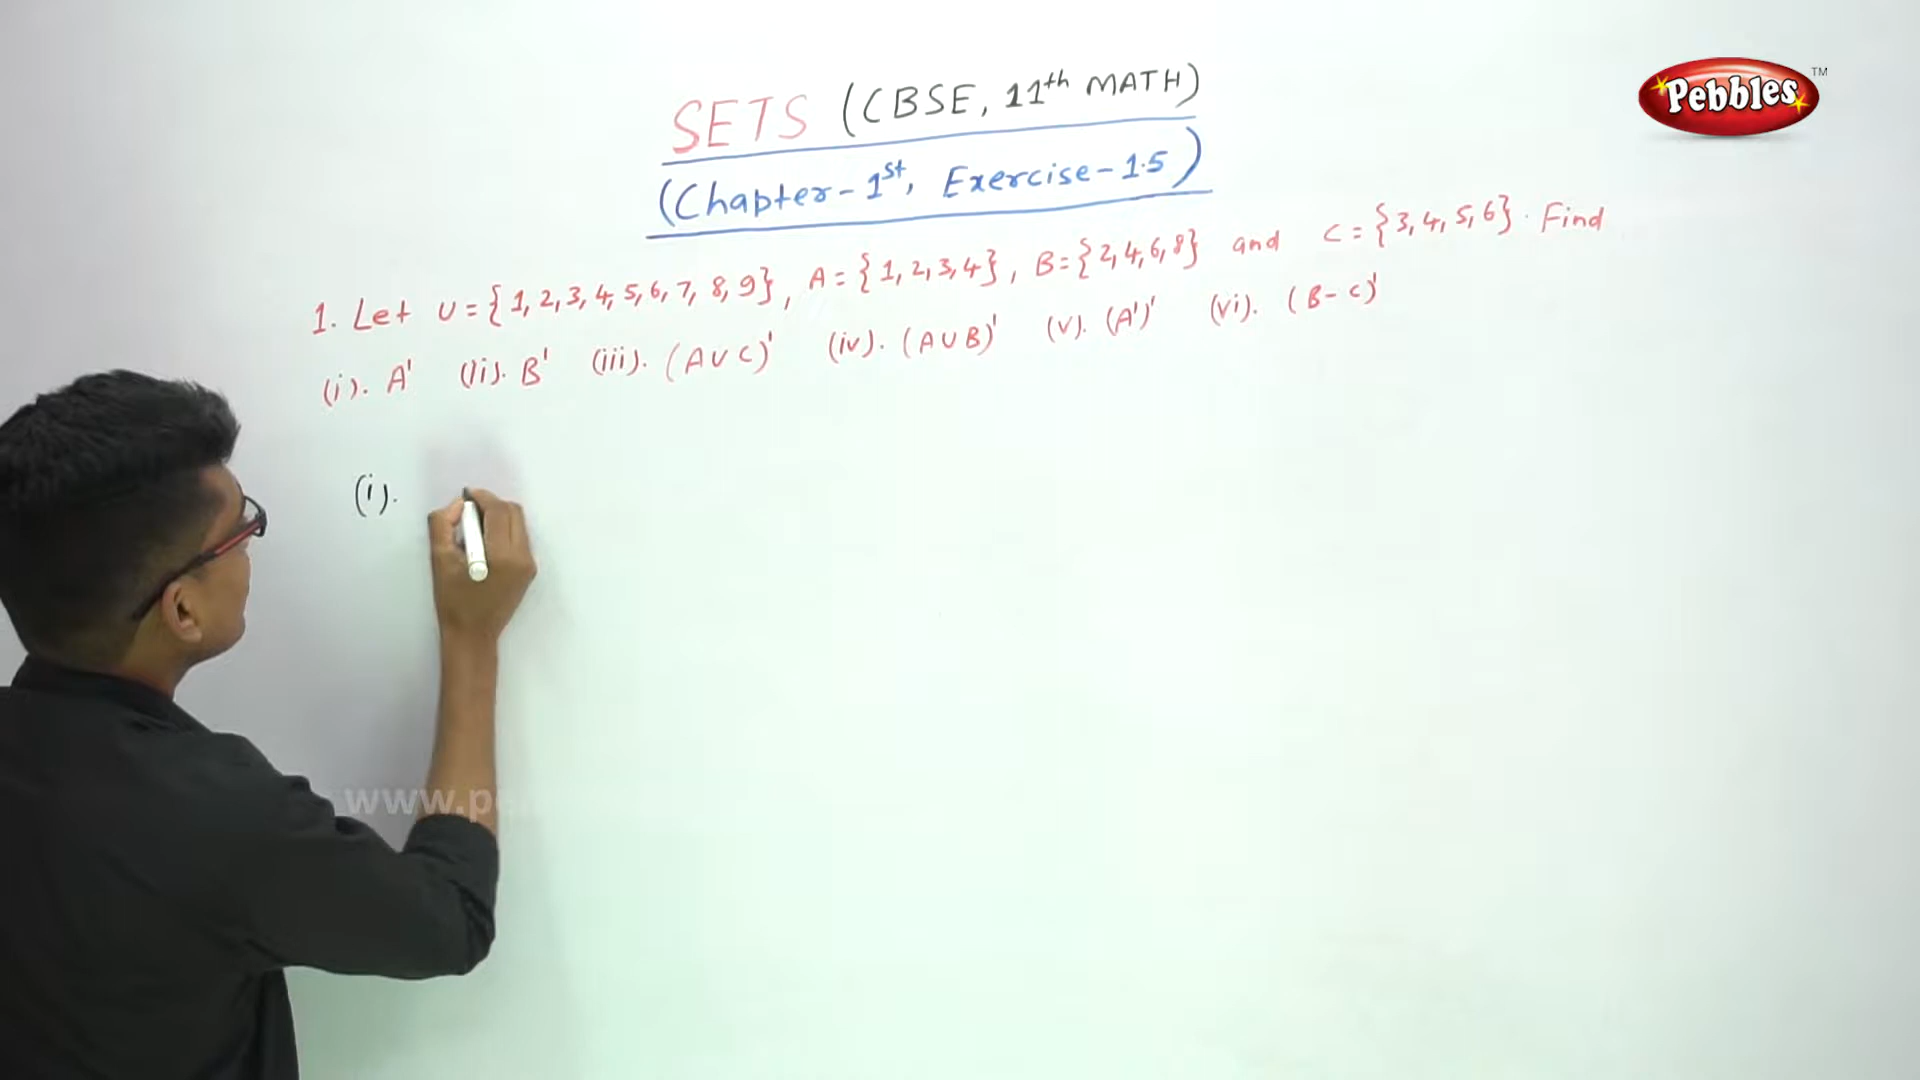 Pebbles TM
SETS (CBSE, 11th MATH)
(Chapter-1st, Exercise-1.5)
1. Let U = {1, 2, 3, 4, 5, 6, 7, 8, 9}, A = {1, 2, 3, 4}, B = {2, 4, 6, 8} and C = {3, 4, 5, 6}. Find
(i). A' (ii). B' (iii). (A∪C)' (iv). (A∪B)' (v). (A')' (vi). (B-C)'
(i).
www.p